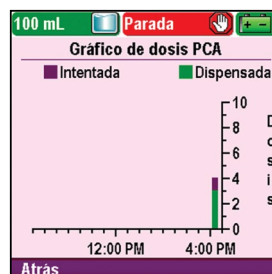 100 mL Parada
Gráfico de dosis PCA
Intentada Dispensada
10
8
6
4
2
0
12:00 PM 4:00 PM
Atrás